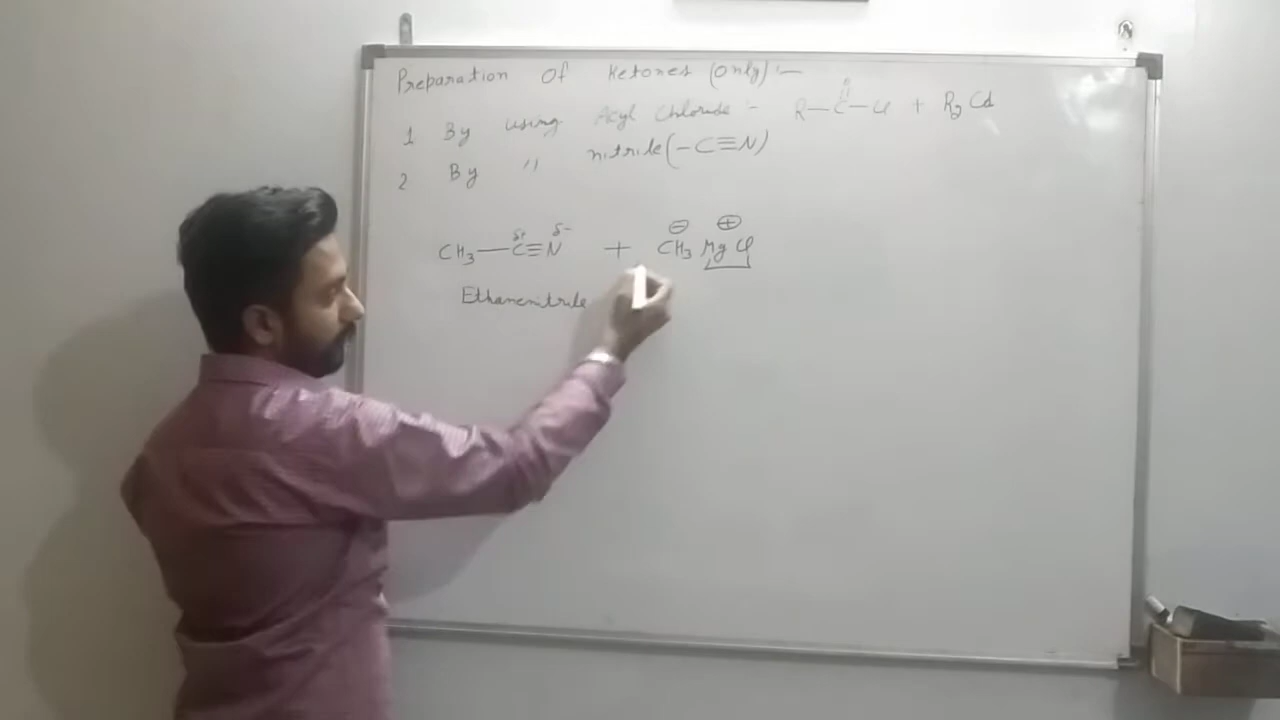 Preparation Of Ketones (only) :—
1 By using Acyl Chloride :- R—C(=O)—Cl + R₂Cd
2 By ,, nitrile (—C≡N)
δ+ δ- ⊖ ⊕
CH₃—C≡N + CH₃ Mg Cl
Ethanenitrile